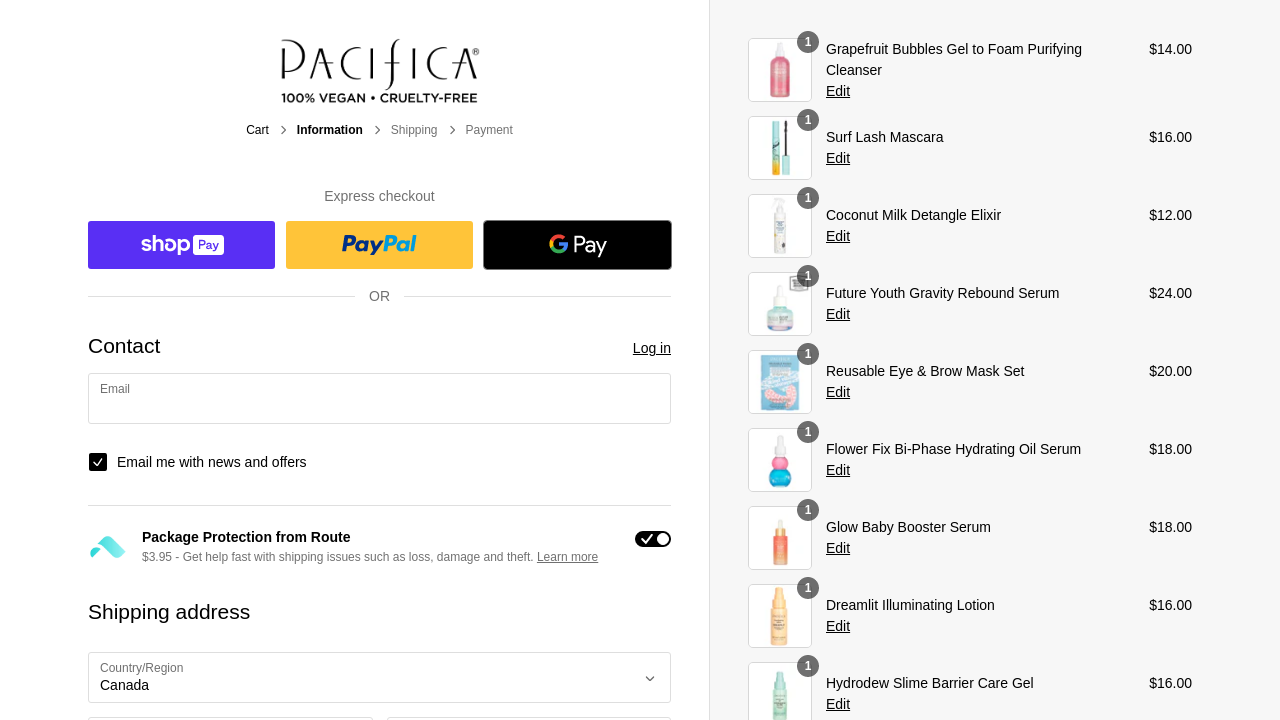 PACIFICA®
100% VEGAN • CRUELTY-FREE
Cart
Information
Shipping
Payment
Express checkout
shop Pay
PayPal
G Pay
OR
Contact
Log in
Email
Email me with news and offers
Package Protection from Route
$3.95 - Get help fast with shipping issues such as loss, damage and theft. Learn more
Shipping address
Country/Region
Canada
1
Grapefruit Bubbles Gel to Foam Purifying
Cleanser
Edit
$14.00
1
Surf Lash Mascara
Edit
$16.00
1
Coconut Milk Detangle Elixir
Edit
$12.00
1
Future Youth Gravity Rebound Serum
Edit
$24.00
1
Reusable Eye & Brow Mask Set
Edit
$20.00
1
Flower Fix Bi-Phase Hydrating Oil Serum
Edit
$18.00
1
Glow Baby Booster Serum
Edit
$18.00
1
Dreamlit Illuminating Lotion
Edit
$16.00
1
Hydrodew Slime Barrier Care Gel
Edit
$16.00